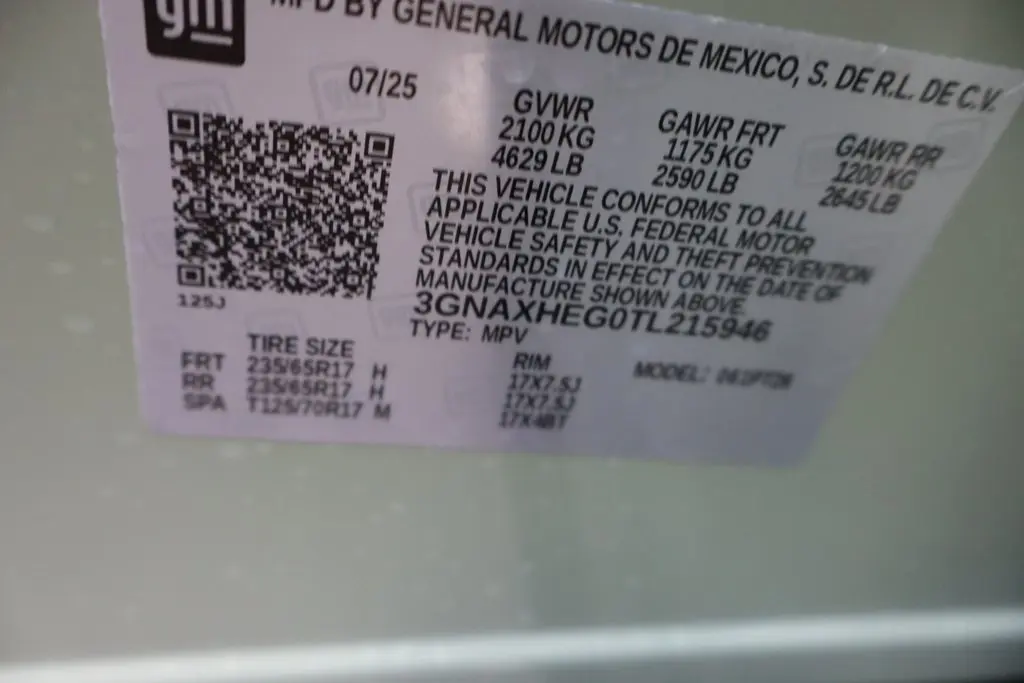 gm
MFD BY GENERAL MOTORS DE MEXICO, S. DE R.L. DE C.V.
07/25
GVWR GAWR FRT GAWR RR
2100 KG 1175 KG 1200 KG
4629 LB 2590 LB 2645 LB
THIS VEHICLE CONFORMS TO ALL
APPLICABLE U.S. FEDERAL MOTOR
VEHICLE SAFETY AND THEFT PREVENTION
STANDARDS IN EFFECT ON THE DATE OF
MANUFACTURE SHOWN ABOVE.
125J
3GNAXHEG0TL215946
TYPE: MPV
TIRE SIZE RIM MODEL:
FRT 235/65R17 H 17X7.5J
RR 235/65R17 H 17X7.5J
SPA T125/70R17 M 17X4BT